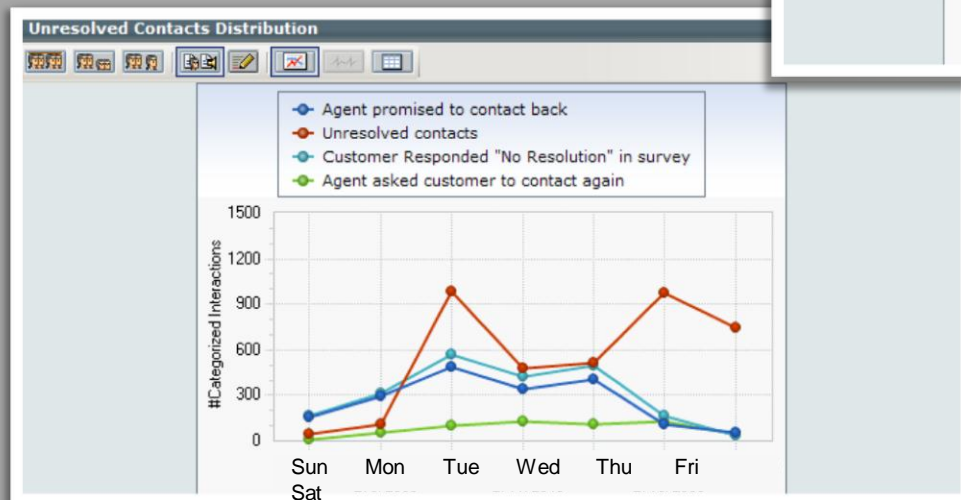 Unresolved Contacts Distribution
Agent promised to contact back
Unresolved contacts
Customer Responded "No Resolution" in survey
Agent asked customer to contact again
#Categorized Interactions
1500
1200
900
600
300
0
Sun Mon Tue Wed Thu Fri
Sat